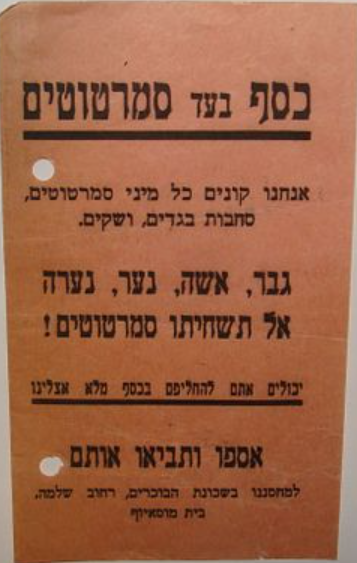 כסף בעד סמרטוטים
אנחנו קונים כל מיני סמרטוטים,
סחבות בגדים, ושקים.
גבר, אשה, נער, נערה
אל תשחיתו סמרטוטים!
יכולים אתם להחליפם בכסף מלא אצלינו
אספו ותביאו אותם
למחסננו בשכונת הבוכרים, רחוב שלמה,
בית מוסאיוף